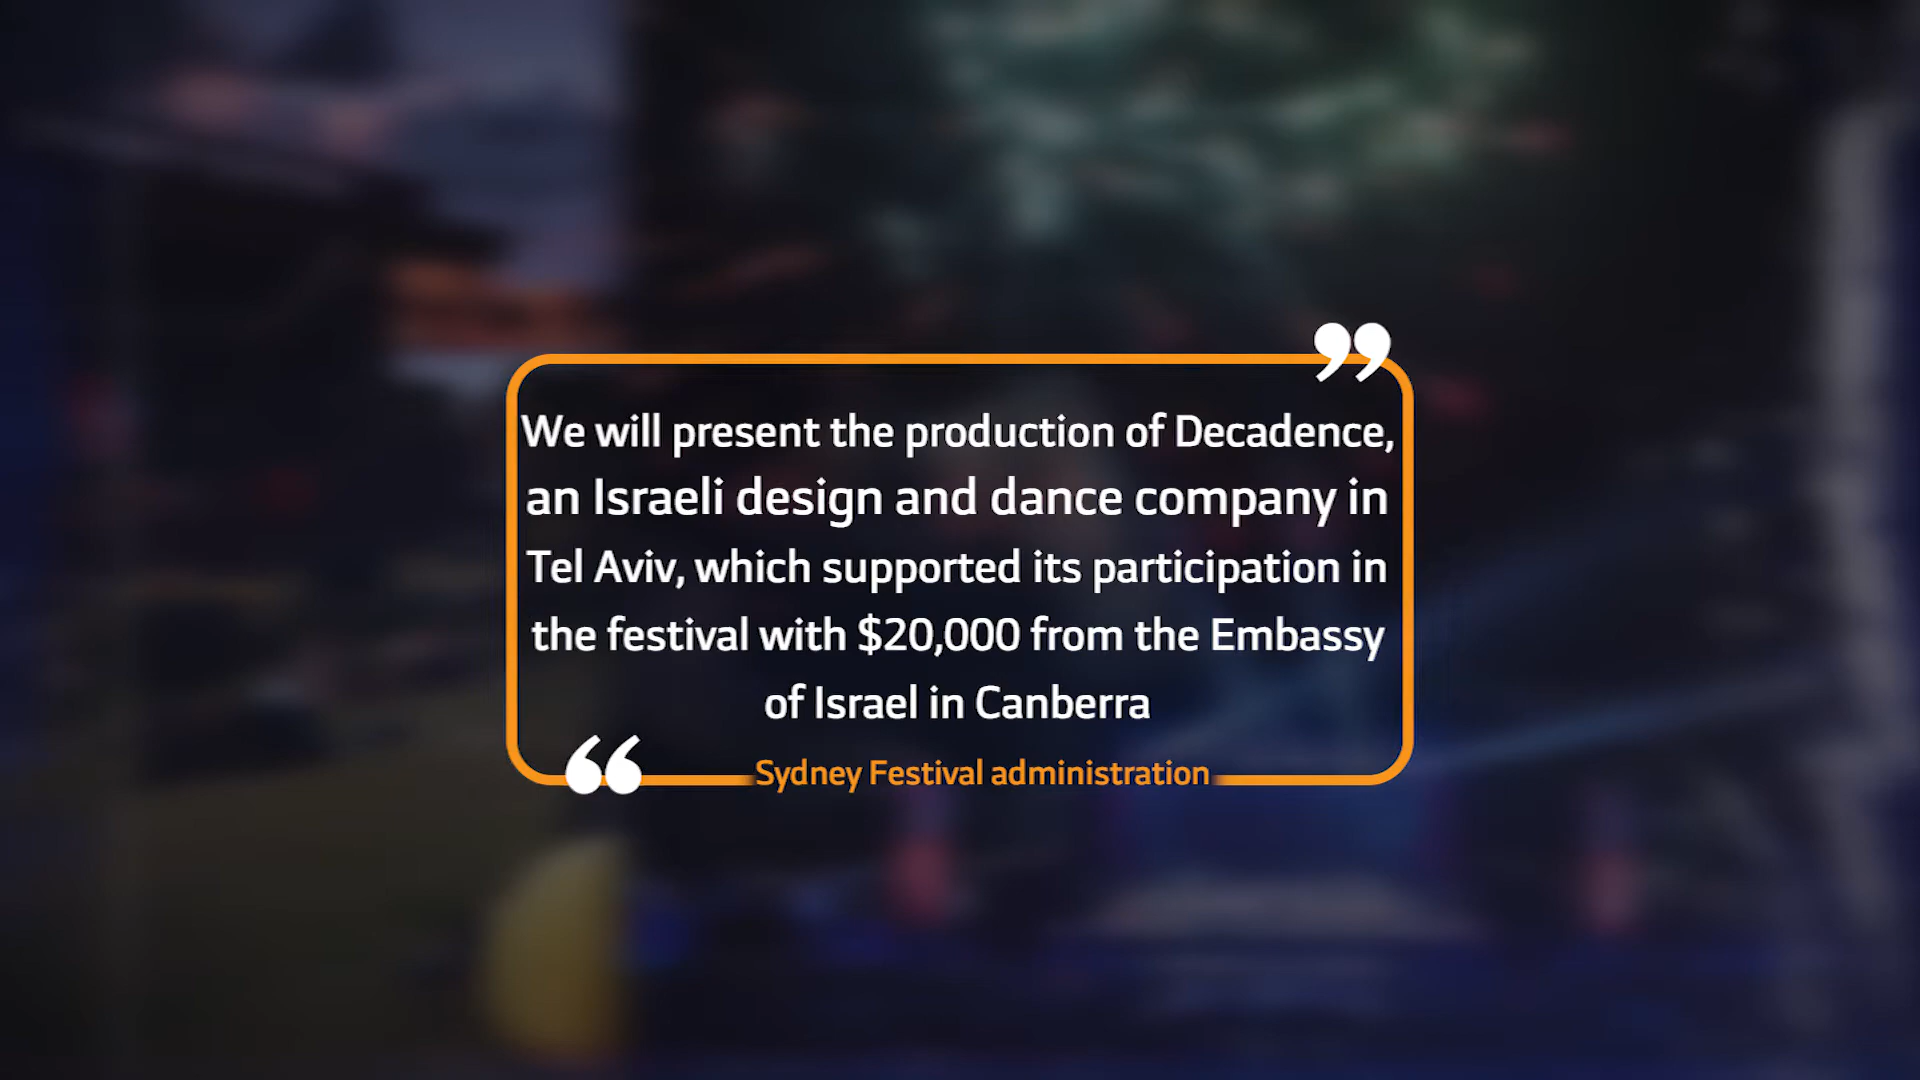 We will present the production of Decadence,
an Israeli design and dance company in
Tel Aviv, which supported its participation in
the festival with $20,000 from the Embassy
of Israel in Canberra
Sydney Festival administration